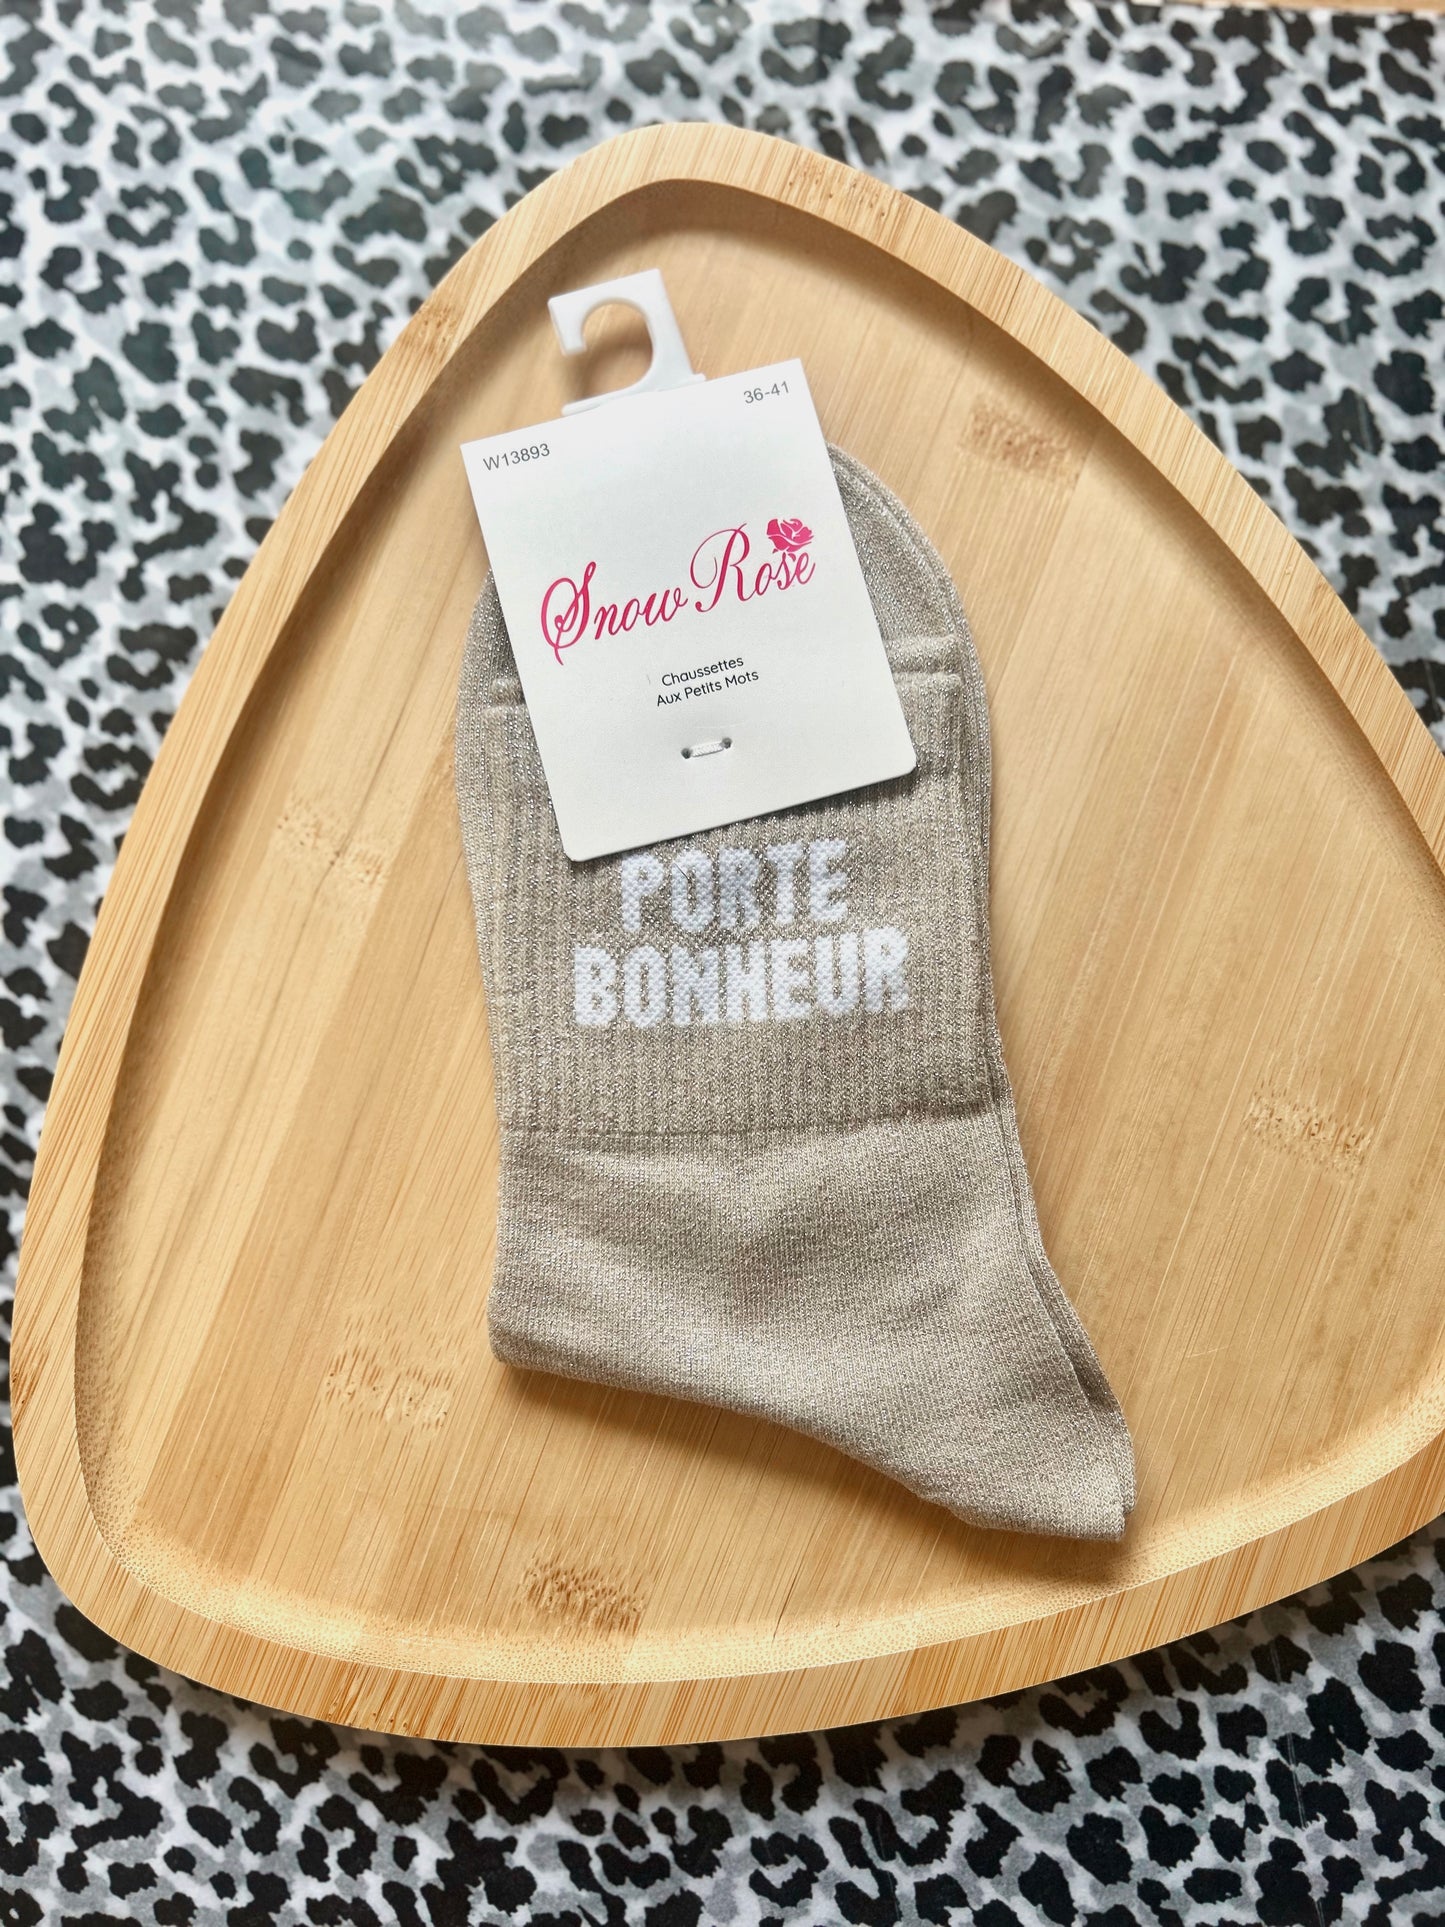 W13893
36-41
Snow Rose
Chaussettes
Aux Petits Mots
PORTE
BONHEUR